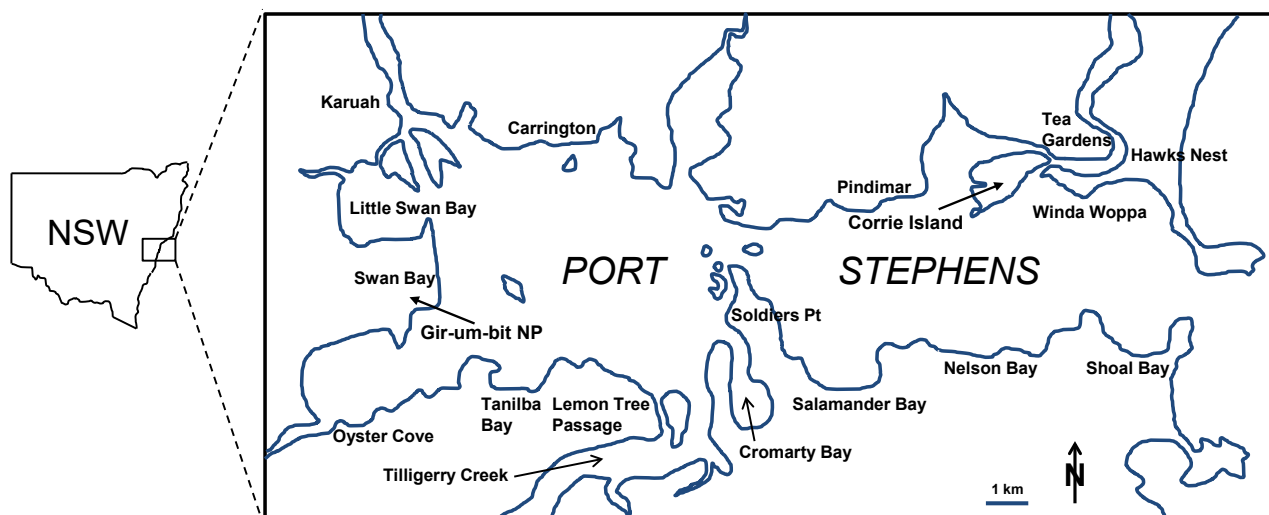 NSW
Karuah
Carrington
Tea
Gardens
Hawks Nest
Pindimar
Little Swan Bay
Corrie Island
Winda Woppa
PORT
STEPHENS
Swan Bay
Soldiers Pt
Gir-um-bit NP
Nelson Bay
Shoal Bay
Tanilba
Bay
Lemon Tree
Passage
Salamander Bay
Oyster Cove
Cromarty Bay
Tilligerry Creek
N
1 km